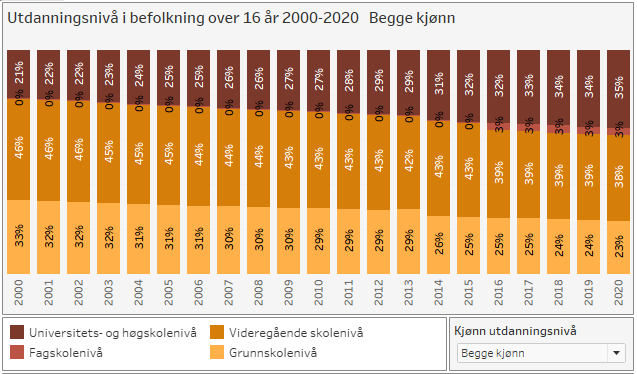 Utdanningsnivå i befolkning over 16 år 2000-2020 Begge kjønn
21% 22% 22% 23% 24% 25% 25% 26% 26% 27% 27% 28% 29% 29% 31% 32% 32% 33% 34% 34% 35%
0% 0% 0% 0% 0% 0% 0% 0% 0% 0% 0% 0% 0% 0% 0% 0% 3% 3% 3% 3% 3%
46% 46% 46% 45% 45% 45% 44% 44% 44% 43% 43% 43% 43% 42% 43% 43% 39% 39% 39% 39% 38%
33% 32% 32% 32% 31% 31% 31% 30% 30% 30% 29% 29% 29% 29% 26% 25% 25% 25% 24% 24% 23%
2000 2001 2002 2003 2004 2005 2006 2007 2008 2009 2010 2011 2012 2013 2014 2015 2016 2017 2018 2019 2020
Universitets- og høgskolenivå Videregående skolenivå
Fagskolenivå Grunnskolenivå
Kjønn utdanningsnivå
Begge kjønn